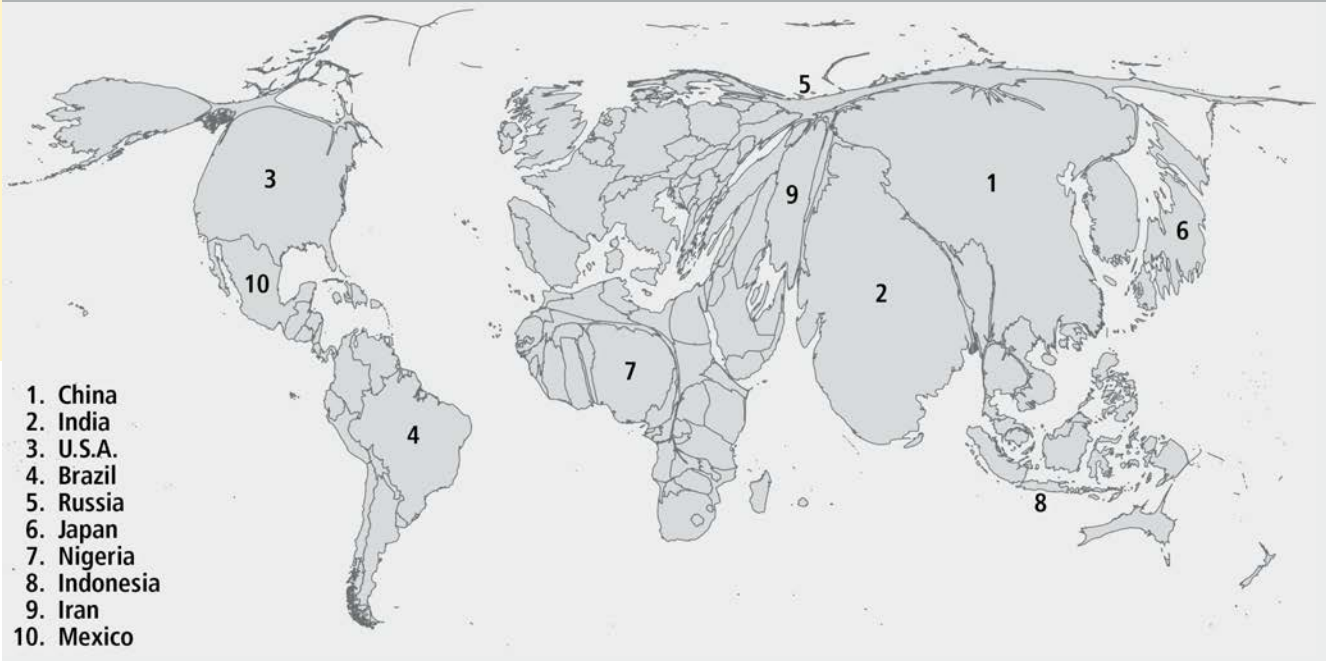 5
3
9
1
6
10
2
7
4
8
1. China
2. India
3. U.S.A.
4. Brazil
5. Russia
6. Japan
7. Nigeria
8. Indonesia
9. Iran
10. Mexico